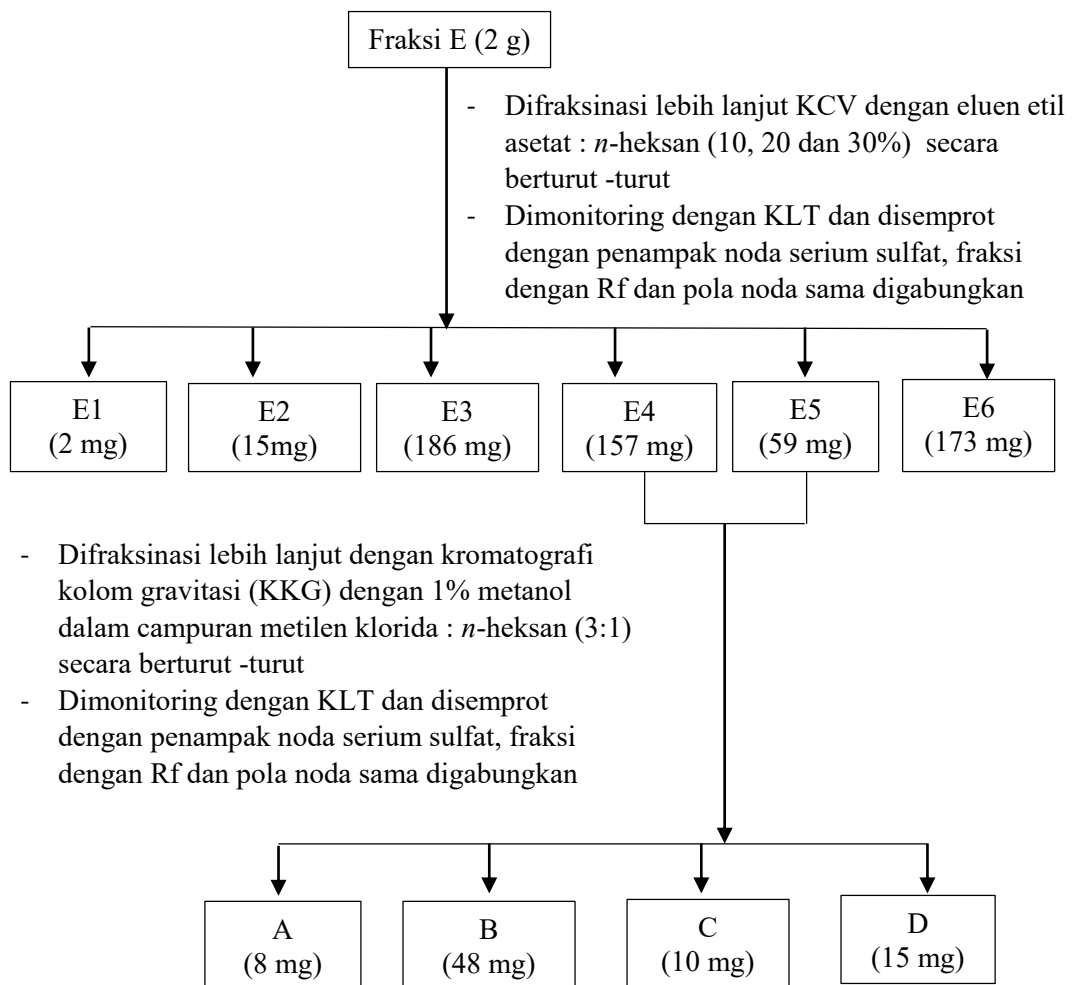 Fraksi E (2 g)
- Difraksinasi lebih lanjut KCV dengan eluen etil
asetat : n-heksan (10, 20 dan 30%) secara
berturut -turut
- Dimonitoring dengan KLT dan disemprot
dengan penampak noda serium sulfat, fraksi
dengan Rf dan pola noda sama digabungkan
E1
(2 mg)
E2
(15mg)
E3
(186 mg)
E4
(157 mg)
E5
(59 mg)
E6
(173 mg)
- Difraksinasi lebih lanjut dengan kromatografi
kolom gravitasi (KKG) dengan 1% metanol
dalam campuran metilen klorida : n-heksan (3:1)
secara berturut -turut
- Dimonitoring dengan KLT dan disemprot
dengan penampak noda serium sulfat, fraksi
dengan Rf dan pola noda sama digabungkan
A
(8 mg)
B
(48 mg)
C
(10 mg)
D
(15 mg)